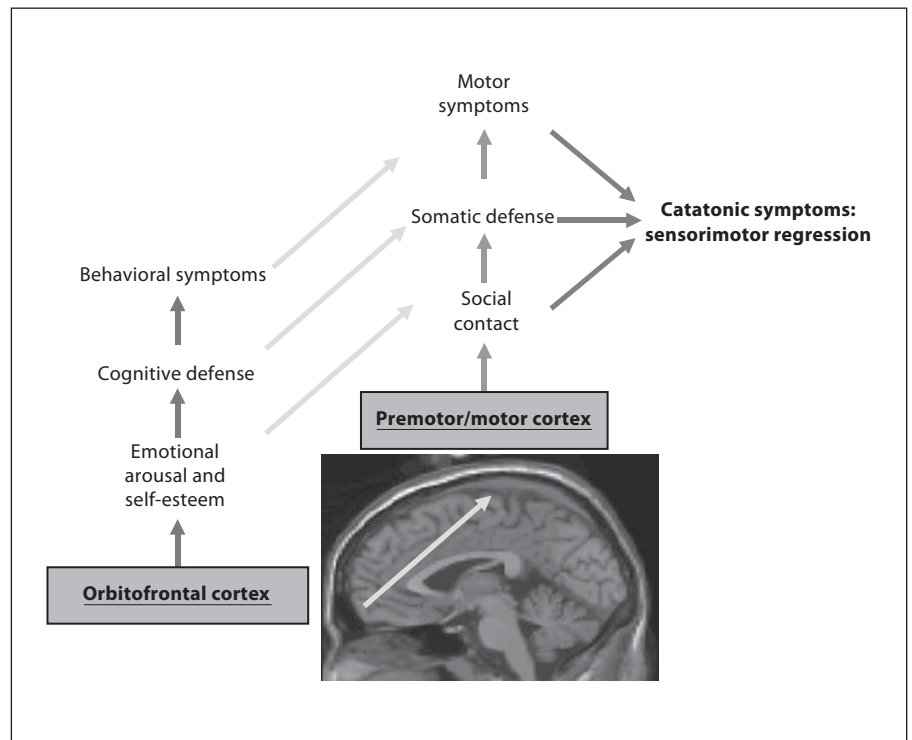 Motor
symptoms
Somatic defense
Catatonic symptoms:
sensorimotor regression
Behavioral symptoms
Social
contact
Cognitive defense
Premotor/motor cortex
Emotional
arousal and
self-esteem
Orbitofrontal cortex